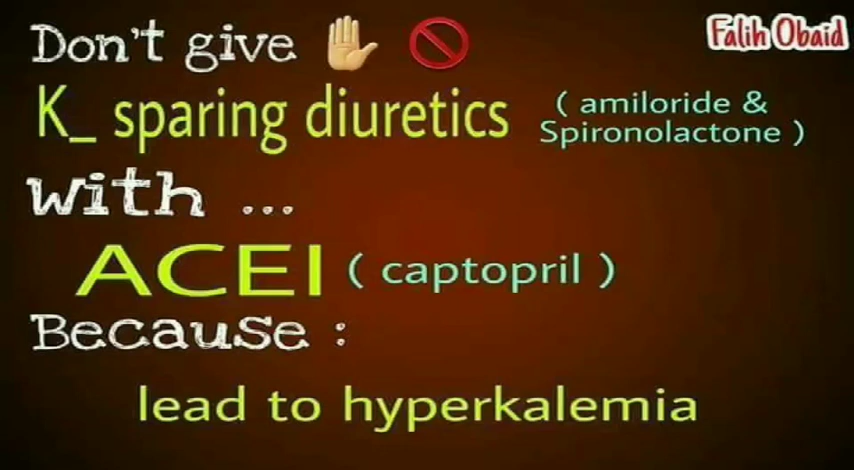 Don't give ✋ 🚫
Falih Obaid
K_ sparing diuretics
( amiloride &
Spironolactone )
with ...
ACEI ( captopril )
Because :
lead to hyperkalemia